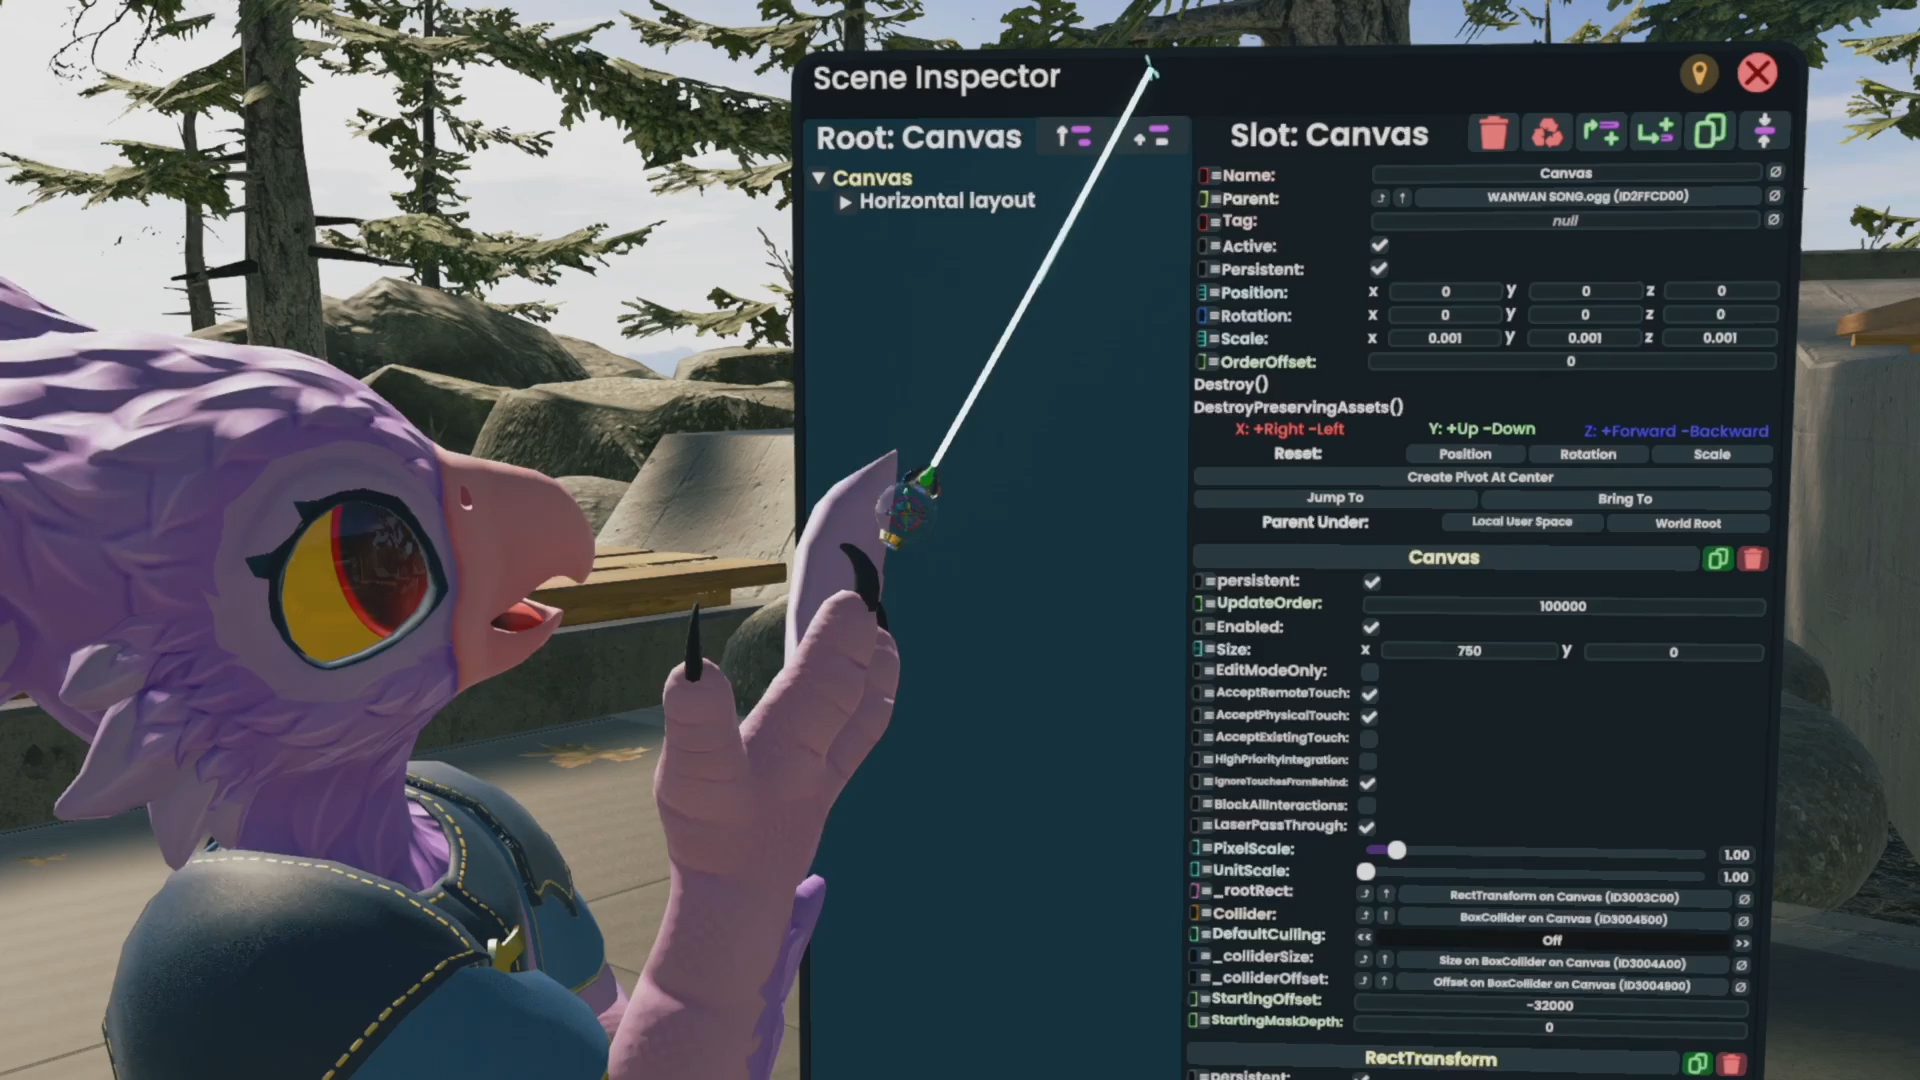 Scene Inspector
Root: Canvas
Canvas
Horizontal layout
Slot: Canvas
Name: Canvas
Parent: WANWAN SONG.ogg (ID2FFCD00)
Tag: null
Active:
Persistent:
Position: x 0 y 0 z 0
Rotation: x 0 y 0 z 0
Scale: x 0.001 y 0.001 z 0.001
OrderOffset: 0
Destroy()
DestroyPreservingAssets()
X: +Right -Left Y: +Up -Down Z: +Forward -Backward
Reset: Position Rotation Scale
Create Pivot At Center
Jump To Bring To
Parent Under: Local User Space World Root
Canvas
persistent:
UpdateOrder: 100000
Enabled:
Size: x 750 y 0
EditModeOnly:
AcceptRemoteTouch:
AcceptPhysicalTouch:
AcceptExistingTouch:
HighPriorityIntegration:
IgnoreTouchesFromBehind:
BlockAllInteractions:
LaserPassThrough:
PixelScale: 1.00
UnitScale: 1.00
_rootRect: RectTransform on Canvas (ID3003C00)
Collider: BoxCollider on Canvas (ID3004500)
DefaultCulling: << Off >>
_colliderSize: Size on BoxCollider on Canvas (ID3004A00)
_colliderOffset: Offset on BoxCollider on Canvas (ID3004900)
StartingOffset: -32000
StartingMaskDepth: 0
RectTransform
persistent: